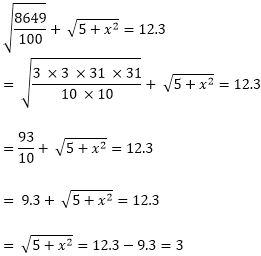 √(8649/100) + √(5 + x²) = 12.3
= √((3 × 3 × 31 × 31)/(10 × 10)) + √(5 + x²) = 12.3
= 93/10 + √(5 + x²) = 12.3
= 9.3 + √(5 + x²) = 12.3
= √(5 + x²) = 12.3 − 9.3 = 3